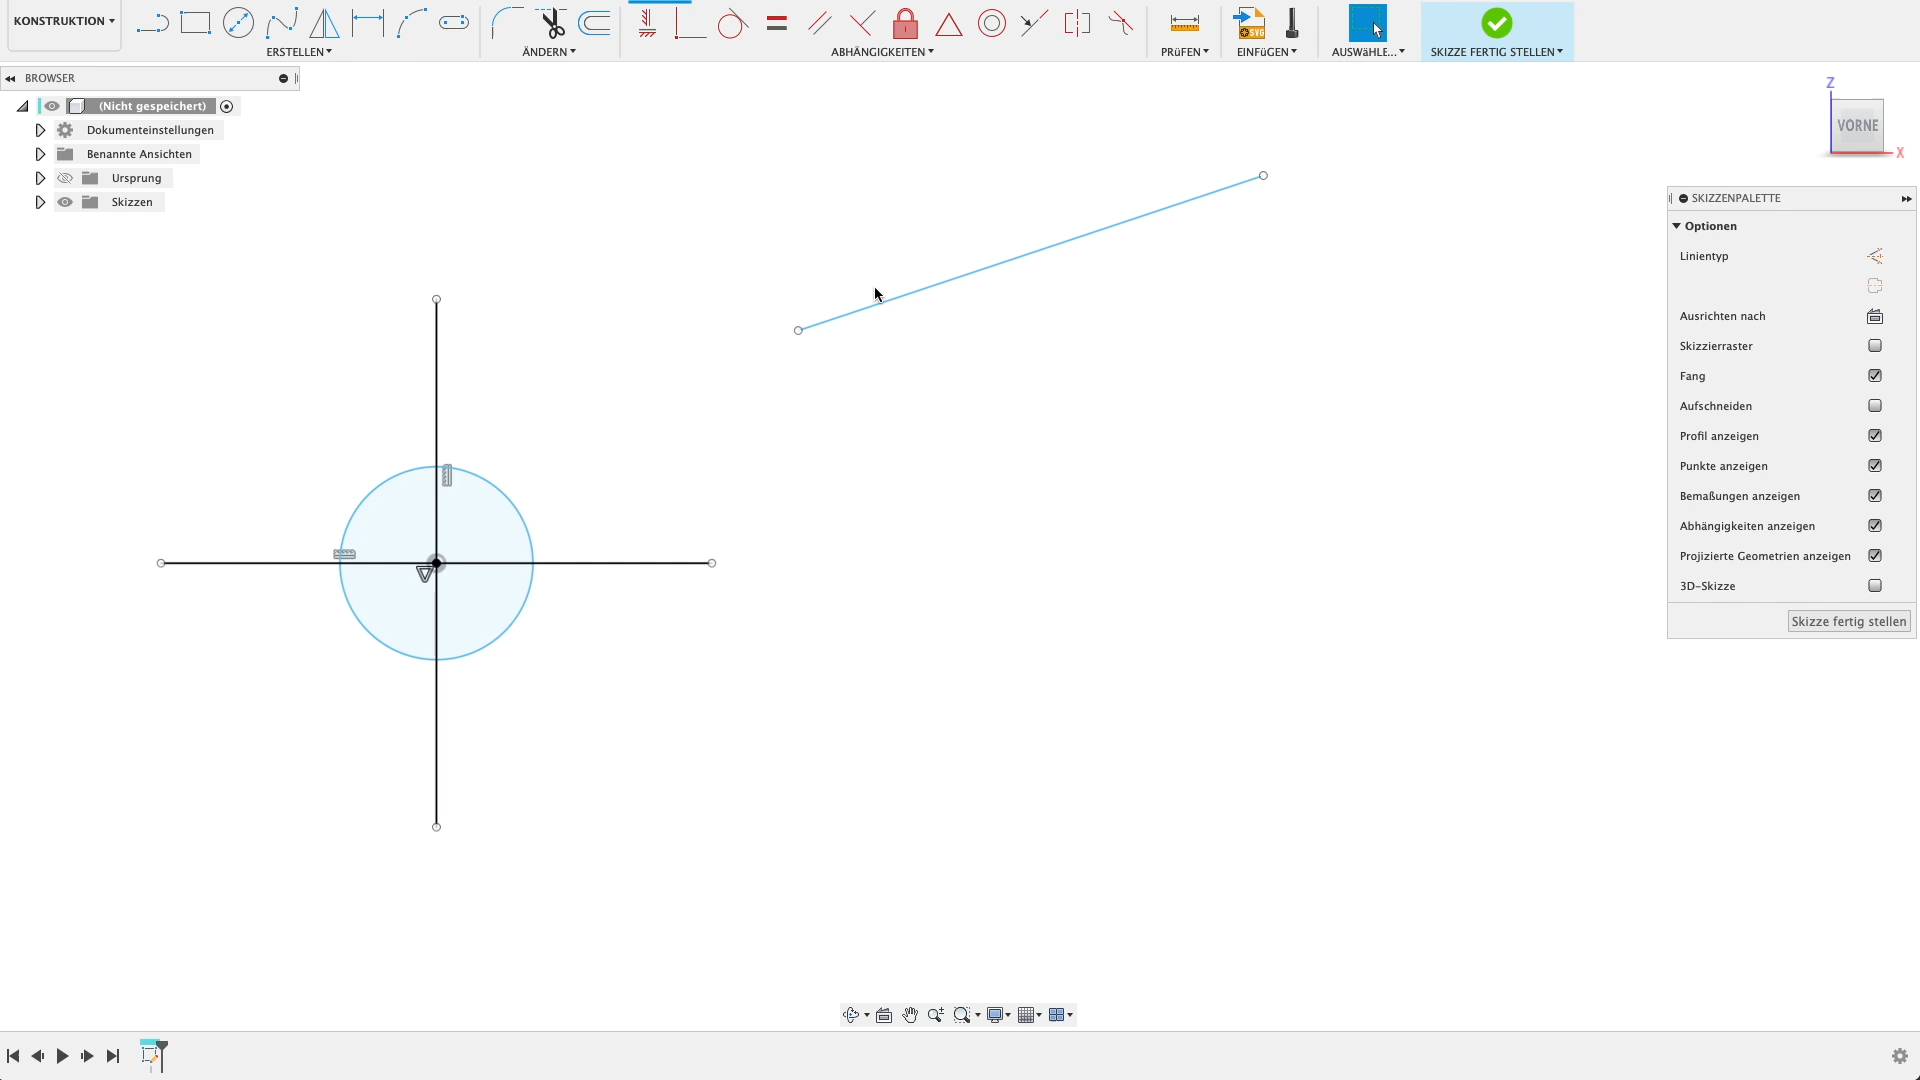 KONSTRUKTION
ERSTELLEN
ÄNDERN
ABHÄNGIGKEITEN
PRüFEN
EINFüGEN
AUSWäHLE...
SKIZZE FERTIG STELLEN
SVG
BROWSER
(Nicht gespeichert)
Dokumenteinstellungen
Benannte Ansichten
Ursprung
Skizzen
Z
VORNE
X
SKIZZENPALETTE
Optionen
Linientyp
Ausrichten nach
Skizzierraster
Fang
Aufschneiden
Profil anzeigen
Punkte anzeigen
Bemaßungen anzeigen
Abhängigkeiten anzeigen
Projizierte Geometrien anzeigen
3D-Skizze
Skizze fertig stellen